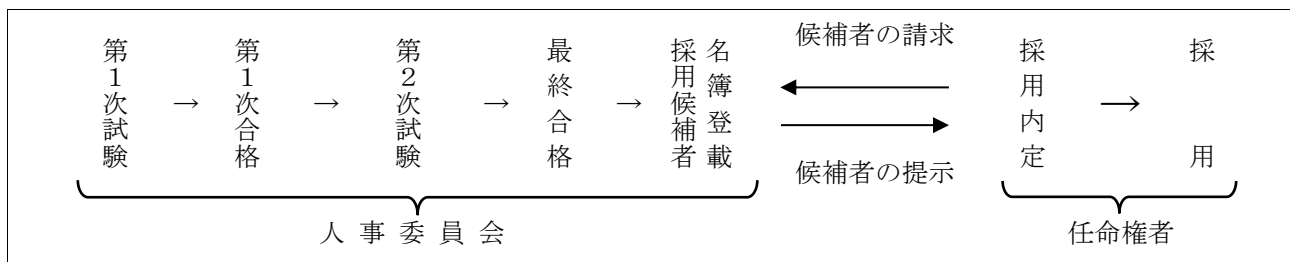 第１次試験
→
第１次合格
→
第２次試験
→
最終合格
→
採用候補者
名簿登載
候補者の請求
候補者の提示
採用内定
→
採用
人事委員会
任命権者